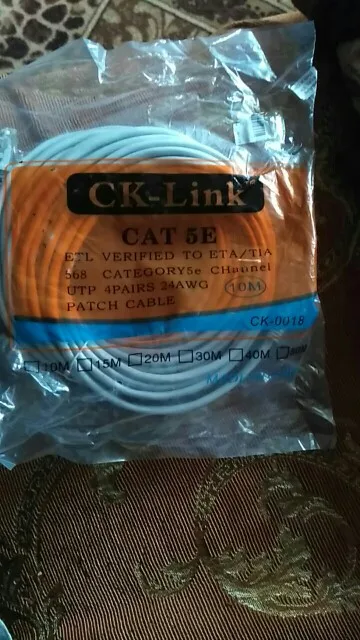 CK-Link
CAT 5E
ETL VERIFIED TO ETA/TIA
568 CATEGORY5e CHannel
UTP 4PAIRS 24AWG 10M
PATCH CABLE
CK-0018
10M 15M 20M 30M 40M